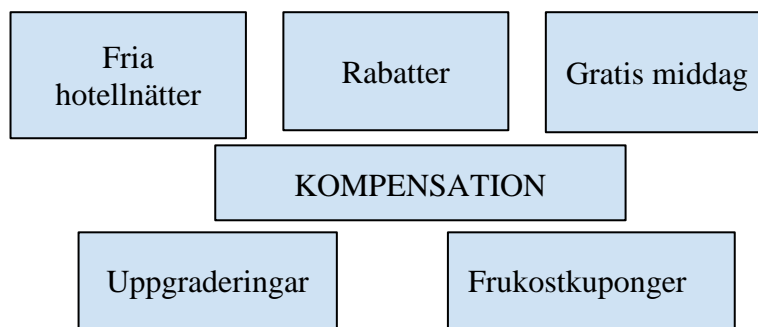 Fria
hotellnätter
Rabatter
Gratis middag
KOMPENSATION
Uppgraderingar
Frukostkuponger